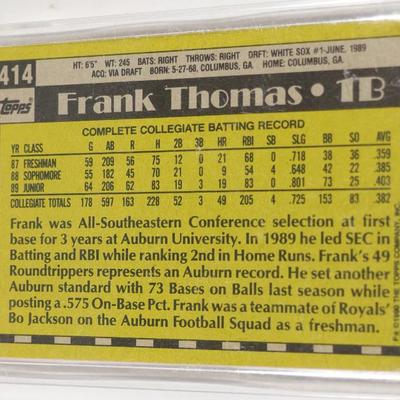 414
HT: 6'5" WT: 245 BATS: RIGHT THROWS: RIGHT DRFT: WHITE SOX #1-JUNE, 1989
ACQ: VIA DRAFT BORN: 5-27-68, COLUMBUS, GA HOME: COLUMBUS, GA.
Topps
Frank Thomas • 1B
COMPLETE COLLEGIATE BATTING RECORD
YR CLASS G AB R H 2B 3B HR RBI SB SLG BB SO AVG
87 FRESHMAN 59 209 56 75 12 0 21 68 0 .718 38 36 .359
88 SOPHOMORE 55 182 45 70 21 0 9 54 4 .648 42 22 .385
89 JUNIOR 64 206 62 83 19 3 19 83 0 .801 73 25 .403
COLLEGIATE TOTALS 178 597 163 228 52 3 49 205 4 .725 153 83 .382
Frank was All-Southeastern Conference selection at first
base for 3 years at Auburn University. In 1989 he led SEC in
Batting and RBI while ranking 2nd in Home Runs. Frank's 49
Roundtrippers represents an Auburn record. He set another
Auburn standard with 73 Bases on Balls last season while
posting a .575 On-Base Pct. Frank was a teammate of Royals'
Bo Jackson on the Auburn Football Squad as a freshman.
© 1990 THE TOPPS COMPANY, INC.